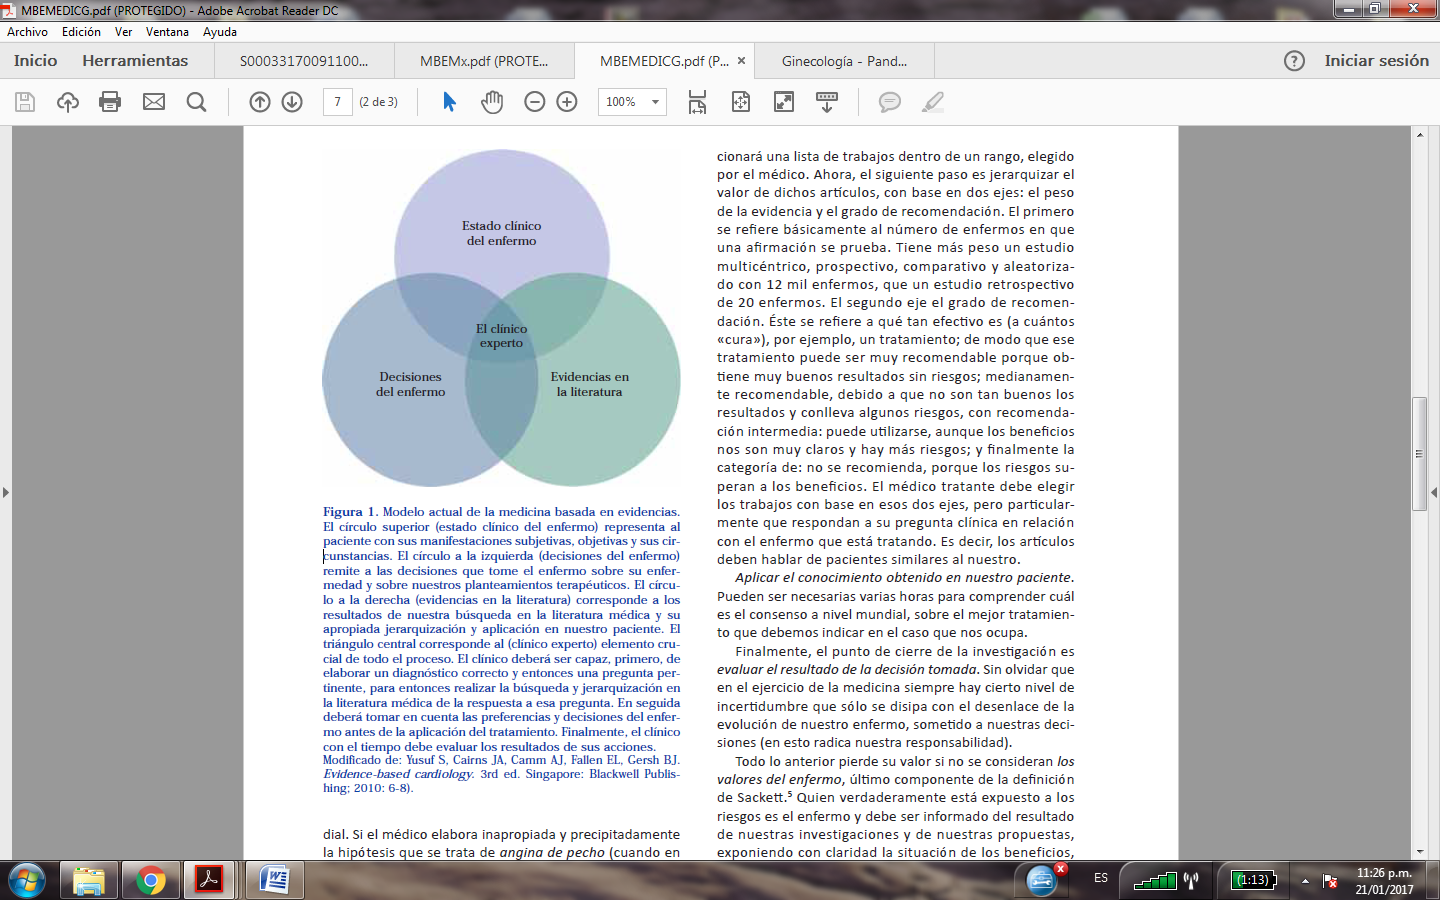 MBEMEDICG.pdf (PROTEGIDO) - Adobe Acrobat Reader DC
Archivo Edición Ver Ventana Ayuda
Inicio Herramientas S00033170091100... MBEMx.pdf (PROTE... MBEMEDICG.pdf (P... × Ginecología - Pand... ? Iniciar sesión
7 (2 de 3) 100%
Estado clínico
del enfermo
El clínico
experto
Decisiones
del enfermo
Evidencias en
la literatura
Figura 1. Modelo actual de la medicina basada en evidencias.
El círculo superior (estado clínico del enfermo) representa al
paciente con sus manifestaciones subjetivas, objetivas y sus cir-
cunstancias. El círculo a la izquierda (decisiones del enfermo)
remite a las decisiones que tome el enfermo sobre su enfer-
medad y sobre nuestros planteamientos terapéuticos. El círcu-
lo a la derecha (evidencias en la literatura) corresponde a los
resultados de nuestra búsqueda en la literatura médica y su
apropiada jerarquización y aplicación en nuestro paciente. El
triángulo central corresponde al (clínico experto) elemento cru-
cial de todo el proceso. El clínico deberá ser capaz, primero, de
elaborar un diagnóstico correcto y entonces una pregunta per-
tinente, para entonces realizar la búsqueda y jerarquización en
la literatura médica de la respuesta a esa pregunta. En seguida
deberá tomar en cuenta las preferencias y decisiones del enfer-
mo antes de la aplicación del tratamiento. Finalmente, el clínico
con el tiempo debe evaluar los resultados de sus acciones.
Modificado de: Yusuf S, Cairns JA, Camm AJ, Fallen EL, Gersh BJ.
Evidence-based cardiology. 3rd ed. Singapore: Blackwell Publis-
hing; 2010: 6-8).
dial. Si el médico elabora inapropiada y precipitadamente
la hipótesis que se trata de angina de pecho (cuando en
cionará una lista de trabajos dentro de un rango, elegido
por el médico. Ahora, el siguiente paso es jerarquizar el
valor de dichos artículos, con base en dos ejes: el peso
de la evidencia y el grado de recomendación. El primero
se refiere básicamente al número de enfermos en que
una afirmación se prueba. Tiene más peso un estudio
multicéntrico, prospectivo, comparativo y aleatoriza-
do con 12 mil enfermos, que un estudio retrospectivo
de 20 enfermos. El segundo eje el grado de recomen-
dación. Éste se refiere a qué tan efectivo es (a cuántos
«cura»), por ejemplo, un tratamiento; de modo que ese
tratamiento puede ser muy recomendable porque ob-
tiene muy buenos resultados sin riesgos; medianamen-
te recomendable, debido a que no son tan buenos los
resultados y conlleva algunos riesgos, con recomenda-
ción intermedia: puede utilizarse, aunque los beneficios
nos son muy claros y hay más riesgos; y finalmente la
categoría de: no se recomienda, porque los riesgos su-
peran a los beneficios. El médico tratante debe elegir
los trabajos con base en esos dos ejes, pero particular-
mente que respondan a su pregunta clínica en relación
con el enfermo que está tratando. Es decir, los artículos
deben hablar de pacientes similares al nuestro.
Aplicar el conocimiento obtenido en nuestro paciente.
Pueden ser necesarias varias horas para comprender cuál
es el consenso a nivel mundial, sobre el mejor tratamien-
to que debemos indicar en el caso que nos ocupa.
Finalmente, el punto de cierre de la investigación es
evaluar el resultado de la decisión tomada. Sin olvidar que
en el ejercicio de la medicina siempre hay cierto nivel de
incertidumbre que sólo se disipa con el desenlace de la
evolución de nuestro enfermo, sometido a nuestras deci-
siones (en esto radica nuestra responsabilidad).
Todo lo anterior pierde su valor si no se consideran los
valores del enfermo, último componente de la definición
de Sackett.⁵ Quien verdaderamente está expuesto a los
riesgos es el enfermo y debe ser informado del resultado
de nuestras investigaciones y de nuestras propuestas,
exponiendo con claridad la situación de los beneficios,
ES (1:13) 11:26 p.m.
21/01/2017